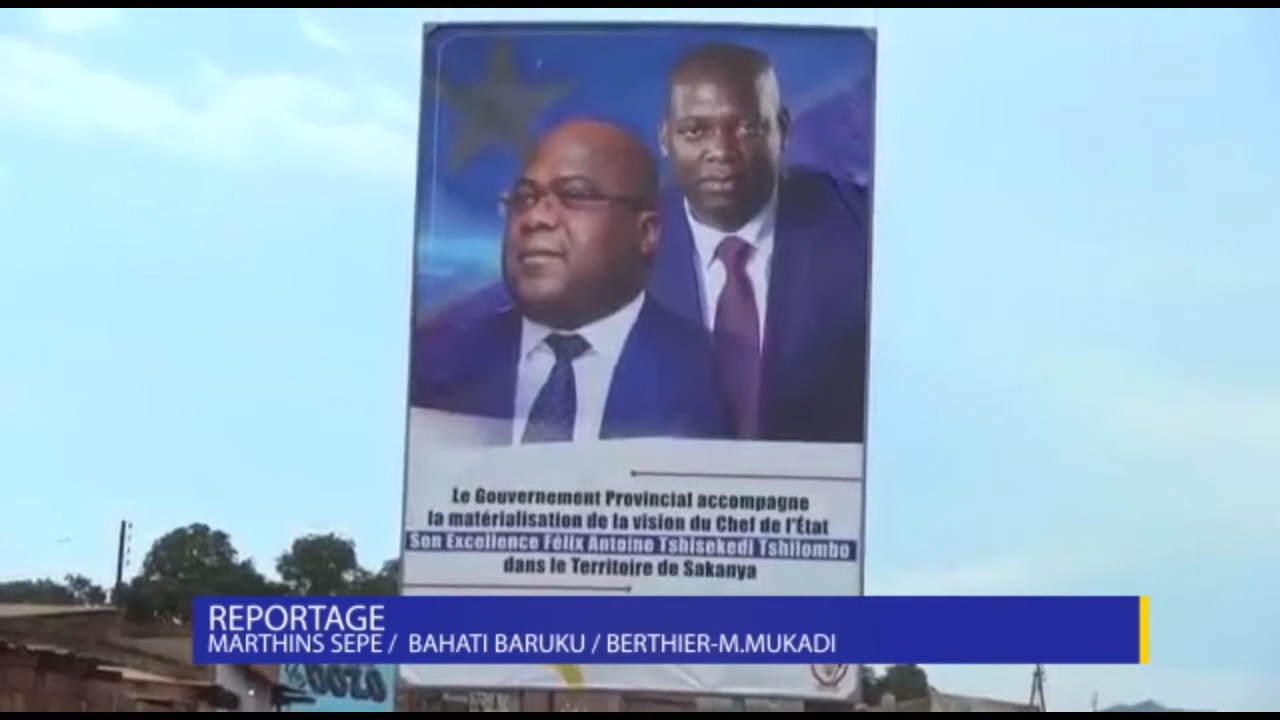 Le Gouvernement Provincial accompagne
la matérialisation de la vision du Chef de l'État
Son Excellence Félix Antoine Tshisekedi Tshilombo
dans le Territoire de Sakanya
REPORTAGE
MARTHINS SEPE / BAHATI BARUKU / BERTHIER-M.MUKADI